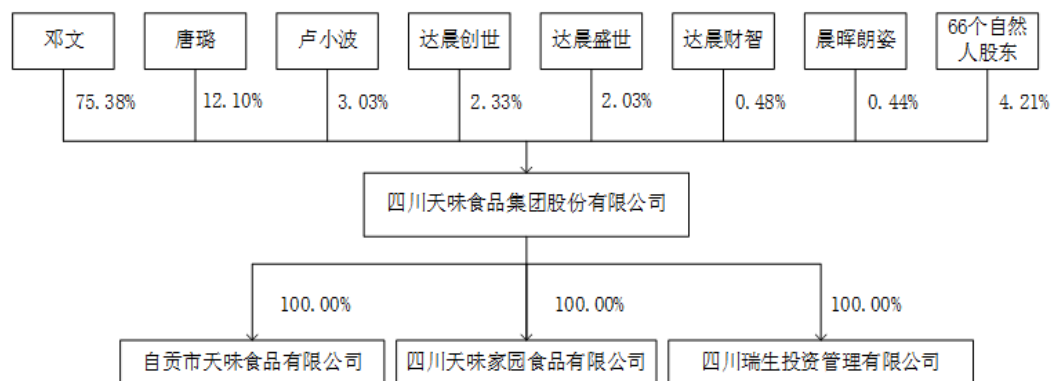 邓文
唐璐
卢小波
达晨创世
达晨盛世
达晨财智
晨晖朗姿
66个自然
人股东
75.38%
12.10%
3.03%
2.33%
2.03%
0.48%
0.44%
4.21%
四川天味食品集团股份有限公司
100.00%
100.00%
100.00%
自贡市天味食品有限公司
四川天味家园食品有限公司
四川瑞生投资管理有限公司